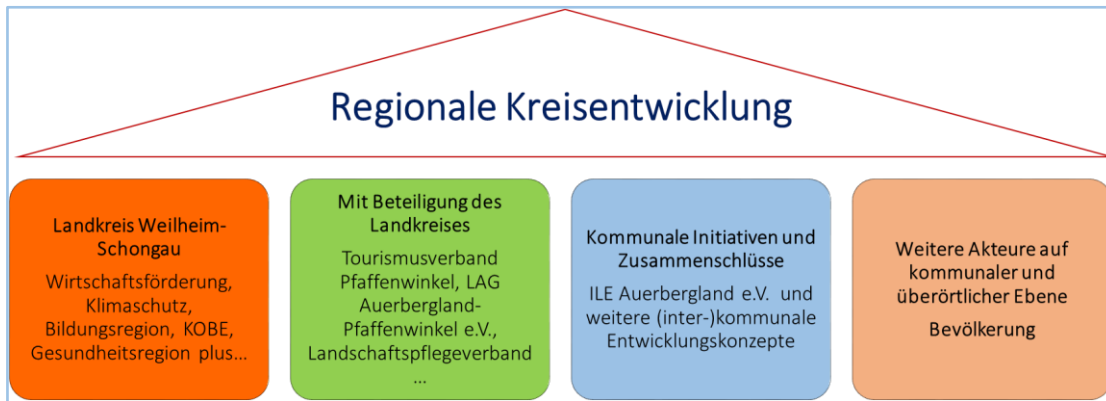 Regionale Kreisentwicklung
Landkreis Weilheim-
Schongau
Wirtschaftsförderung,
Klimaschutz,
Bildungsregion, KOBE,
Gesundheitsregion plus…
Mit Beteiligung des
Landkreises
Tourismusverband
Pfaffenwinkel, LAG
Auerbergland-
Pfaffenwinkel e.V.,
Landschaftspflegeverband
…
Kommunale Initiativen und
Zusammenschlüsse
ILE Auerbergland e.V. und
weitere (inter-)kommunale
Entwicklungskonzepte
Weitere Akteure auf
kommunaler und
überörtlicher Ebene
Bevölkerung